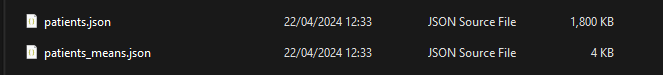 patients.json 22/04/2024 12:33 JSON Source File 1,800 KB
patients_means.json 22/04/2024 12:33 JSON Source File 4 KB